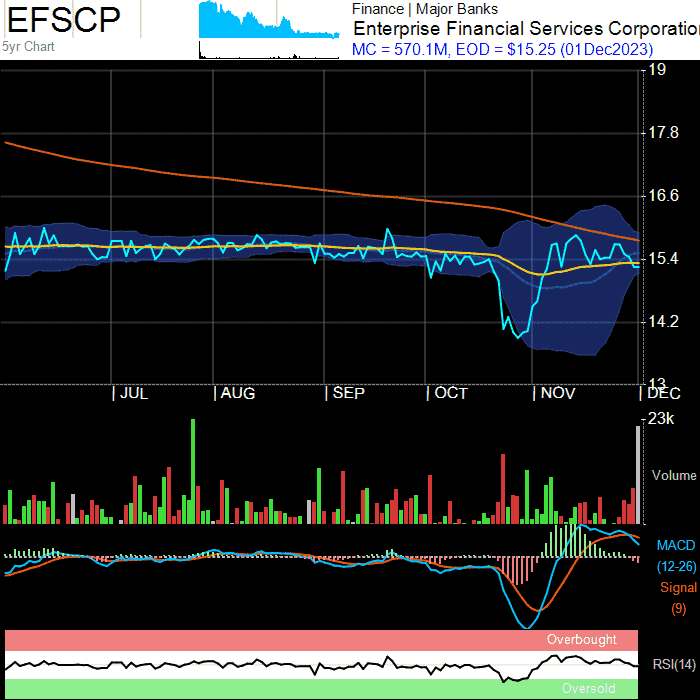 EFSCP
5yr Chart
Finance | Major Banks
Enterprise Financial Services Corporatio
MC = 570.1M, EOD = $15.25 (01Dec2023)
19
17.8
16.6
15.4
14.2
13
JUL AUG SEP OCT NOV DEC
23k
Volume
MACD
(12-26)
Signal
(9)
Overbought
RSI(14)
Oversold